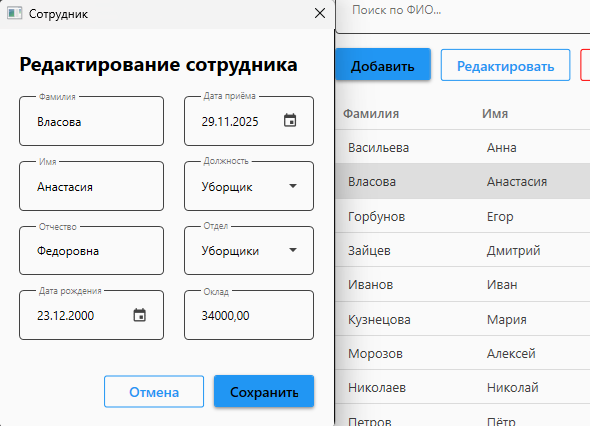 Сотрудник
Редактирование сотрудника
Фамилия
Власова
Дата приёма
29.11.2025
Имя
Анастасия
Должность
Уборщик
Отчество
Федоровна
Отдел
Уборщики
Дата рождения
23.12.2000
Оклад
34000,00
Отмена
Сохранить
Поиск по ФИО...
Добавить
Редактировать
Фамилия Имя
Васильева Анна
Власова Анастасия
Горбунов Егор
Зайцев Дмитрий
Иванов Иван
Кузнецова Мария
Морозов Алексей
Николаев Николай
Петров Пётр